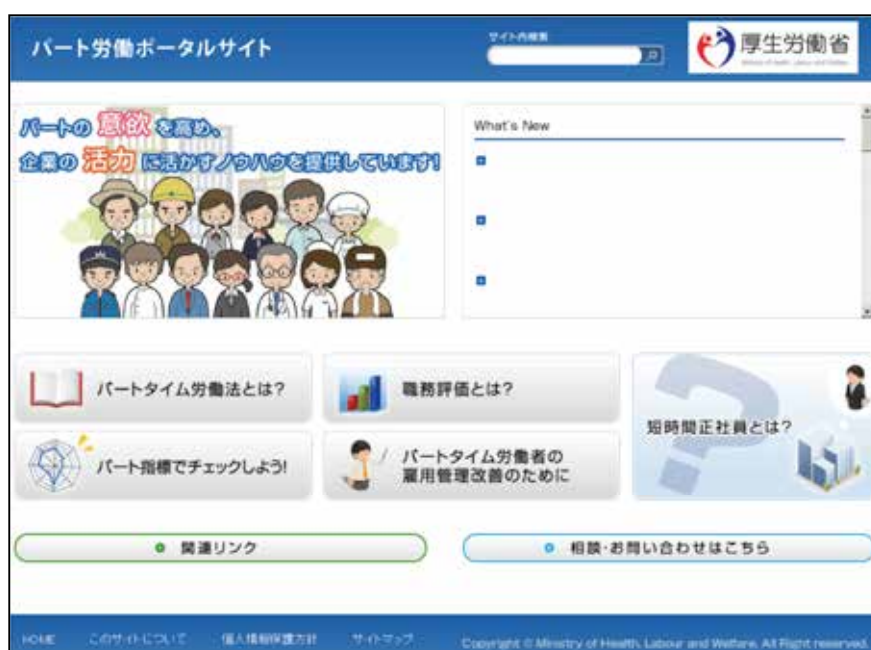 パート労働ポータルサイト
サイト内検索
厚生労働省
Ministry of Health, Labour and Welfare
パートの 意欲 を高め、
企業の 活力 に活かすノウハウを提供しています!
What's New
パートタイム労働法とは?
職務評価とは?
短時間正社員とは?
パート指標でチェックしよう!
パートタイム労働者の
雇用管理改善のために
関連リンク
相談・お問い合わせはこちら
HOME このサイトについて 個人情報保護方針 サイトマップ Copyright © Ministry of Health, Labour and Welfare, All Right reserved.